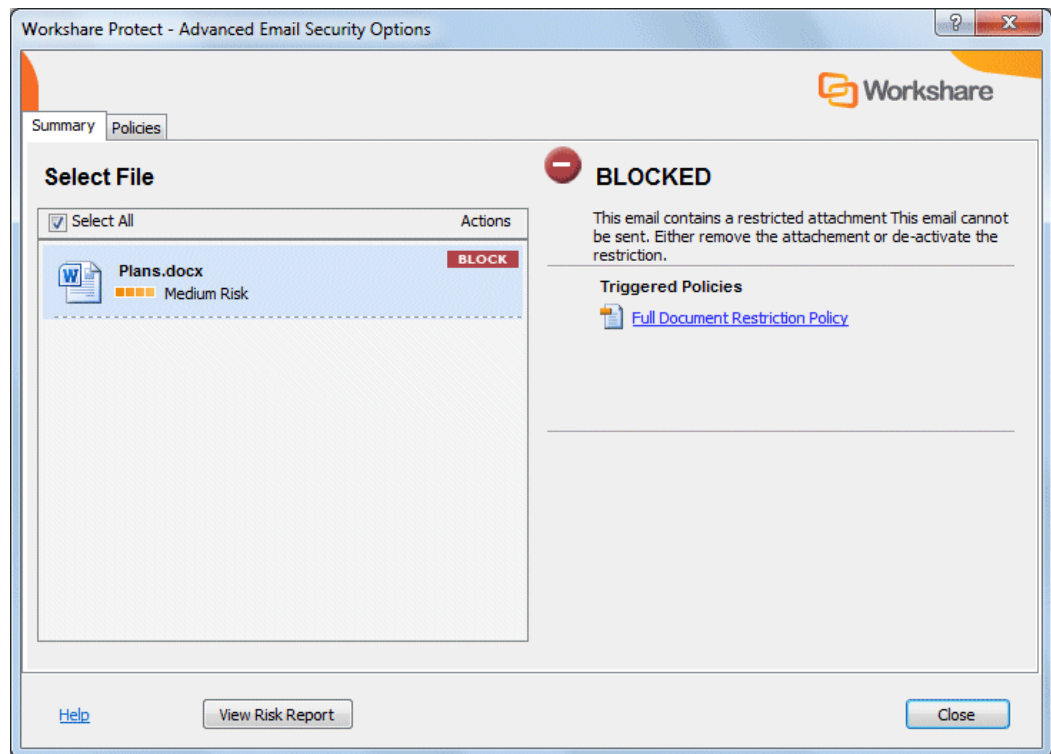 Workshare Protect - Advanced Email Security Options
?
X
Workshare
Summary
Policies
Select File
Select All
Actions
W
Plans.docx
BLOCK
Medium Risk
BLOCKED
This email contains a restricted attachment This email cannot
be sent. Either remove the attachement or de-activate the
restriction.
Triggered Policies
Full Document Restriction Policy
Help
View Risk Report
Close